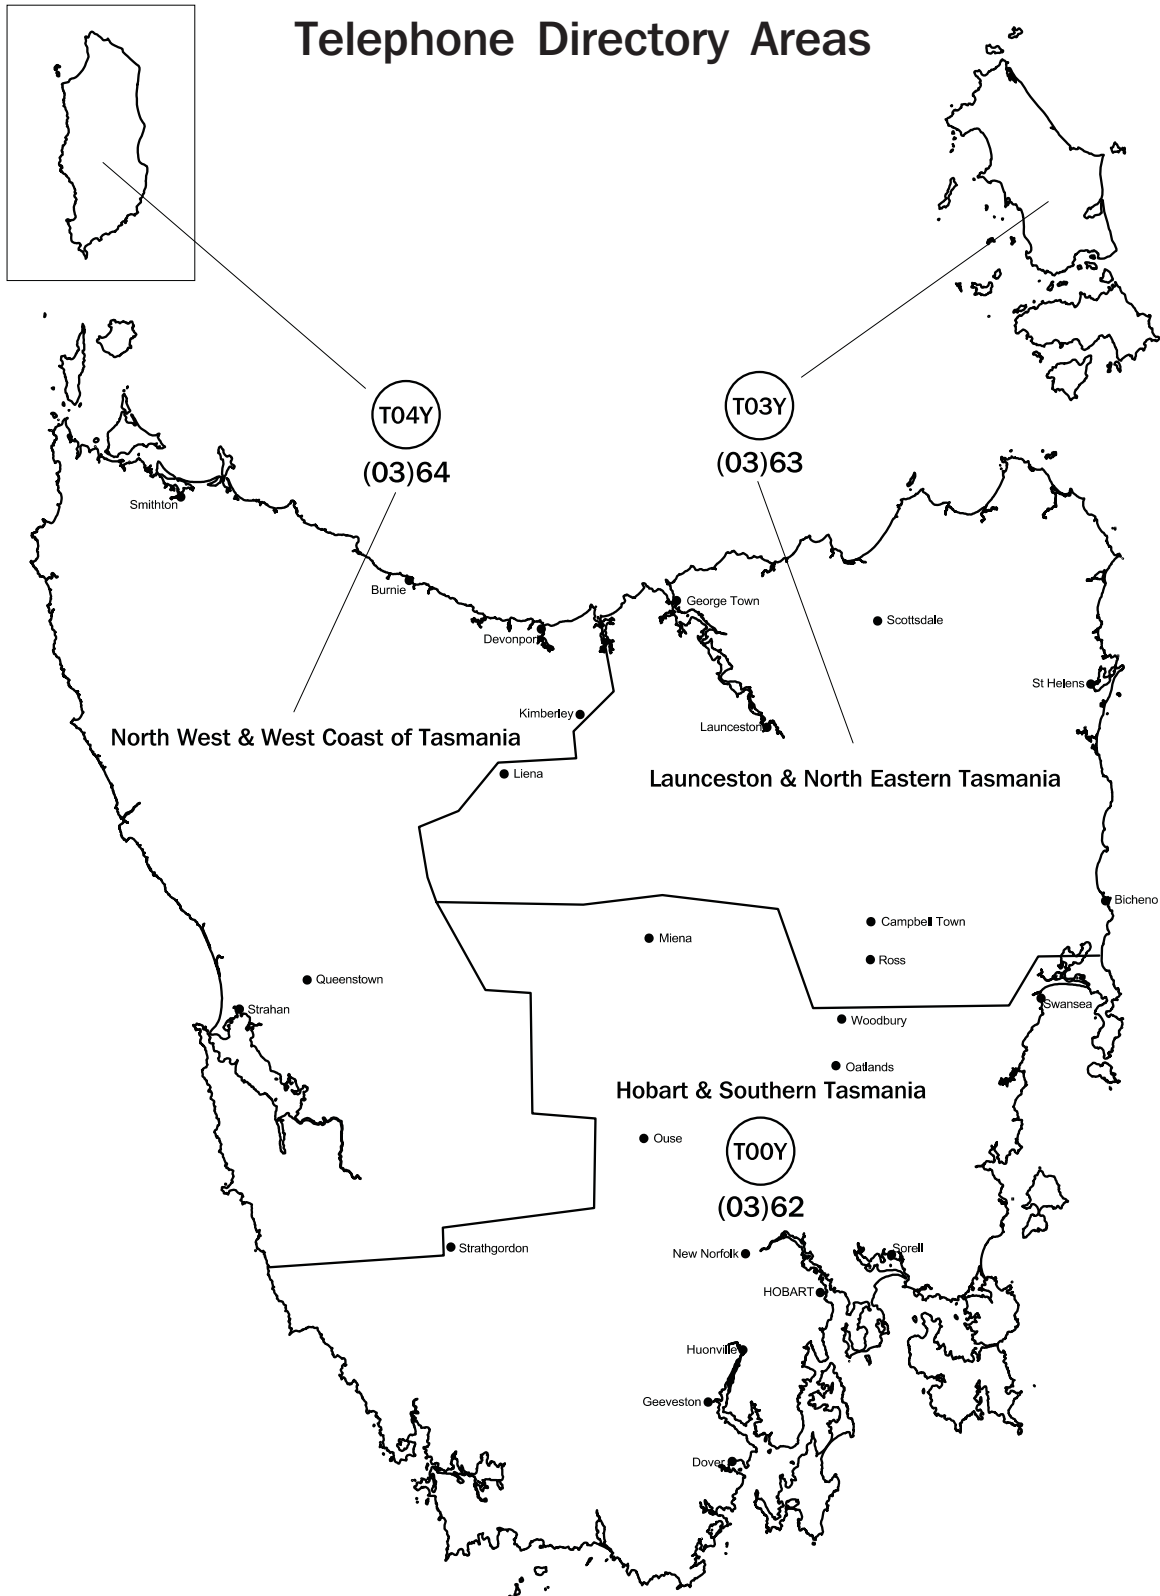 Telephone Directory Areas
T04Y
(03)64
T03Y
(03)63
Smithton
Burnie
Devonport
George Town
Scottsdale
St Helens
Kimberley
Launceston
North West & West Coast of Tasmania
Liena
Launceston & North Eastern Tasmania
Bicheno
Campbell Town
Miena
Ross
Queenstown
Strahan
Swansea
Woodbury
Oatlands
Hobart & Southern Tasmania
Ouse
T00Y
(03)62
Strathgordon
New Norfolk
Sorell
HOBART
Huonville
Geeveston
Dover